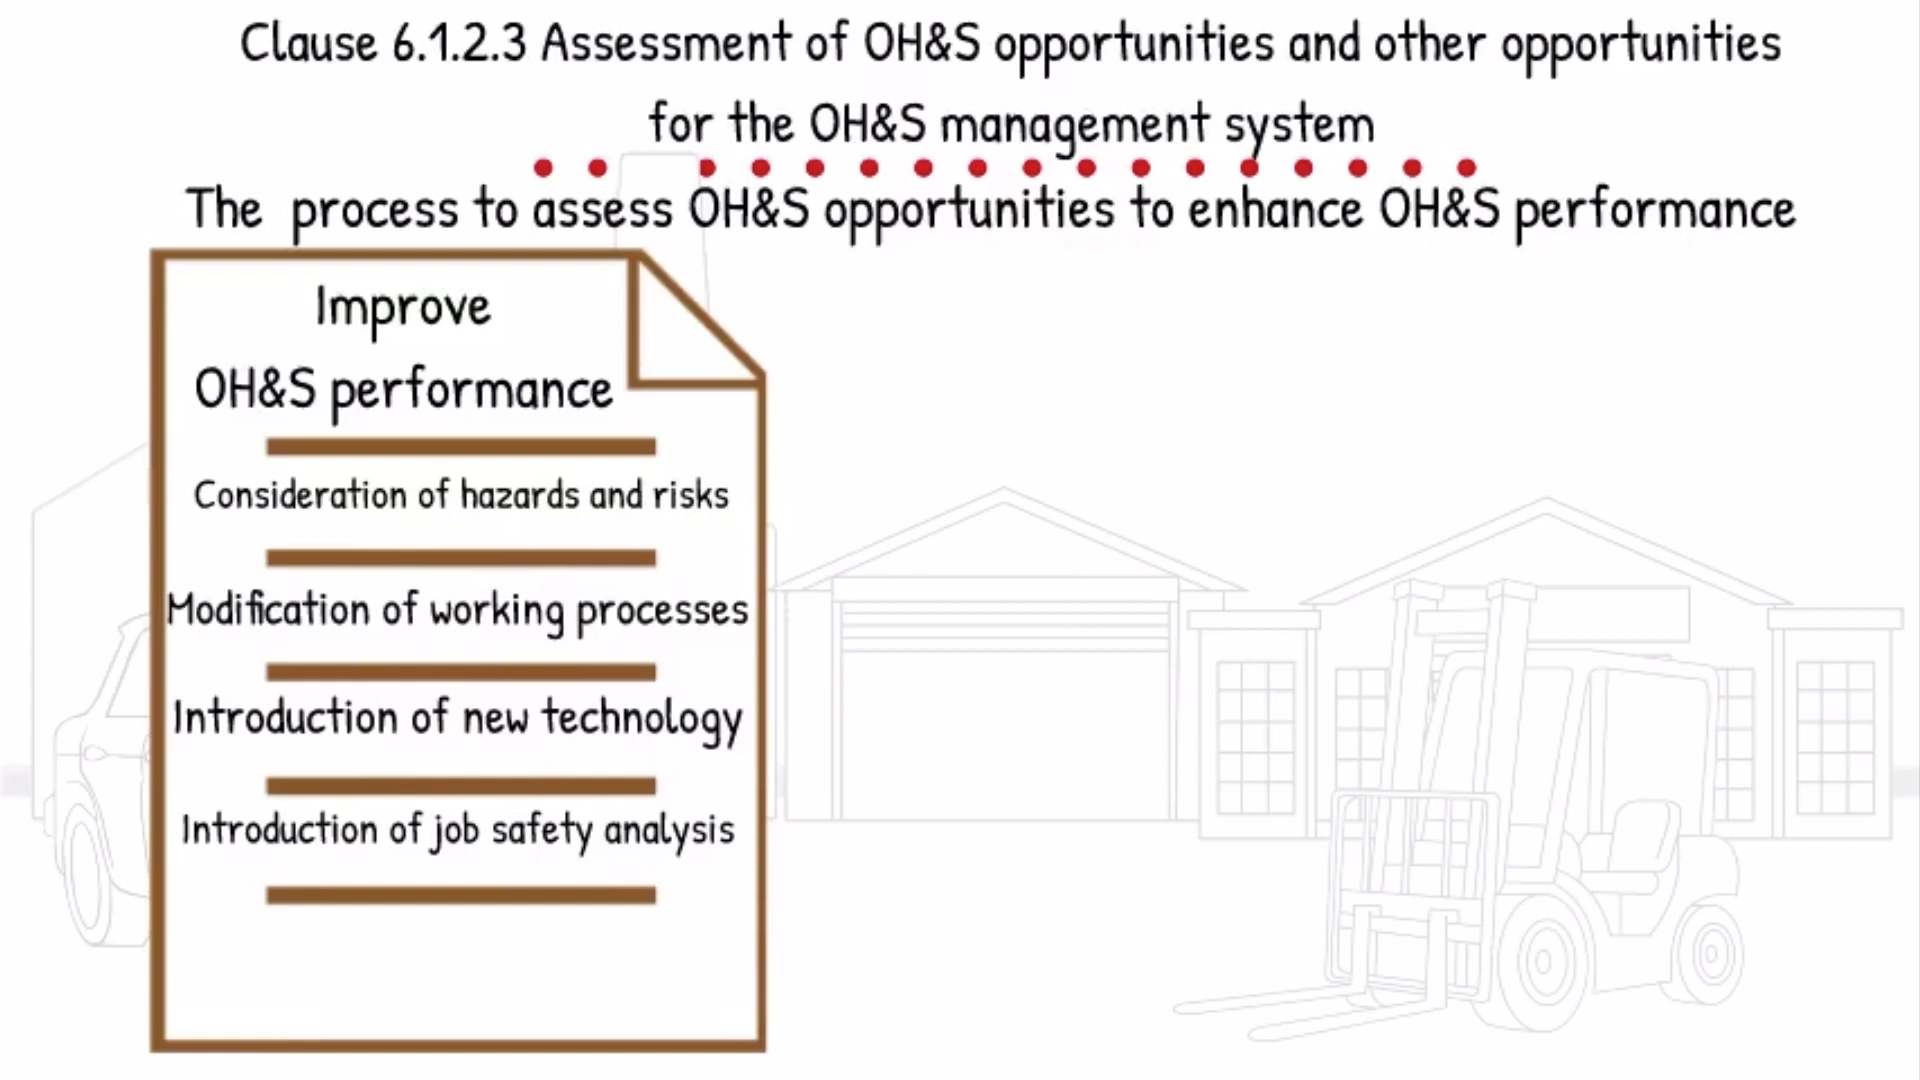 Clause 6.1.2.3 Assessment of OH&S opportunities and other opportunities
for the OH&S management system
The process to assess OH&S opportunities to enhance OH&S performance
Improve
OH&S performance
Consideration of hazards and risks
Modification of working processes
Introduction of new technology
Introduction of job safety analysis